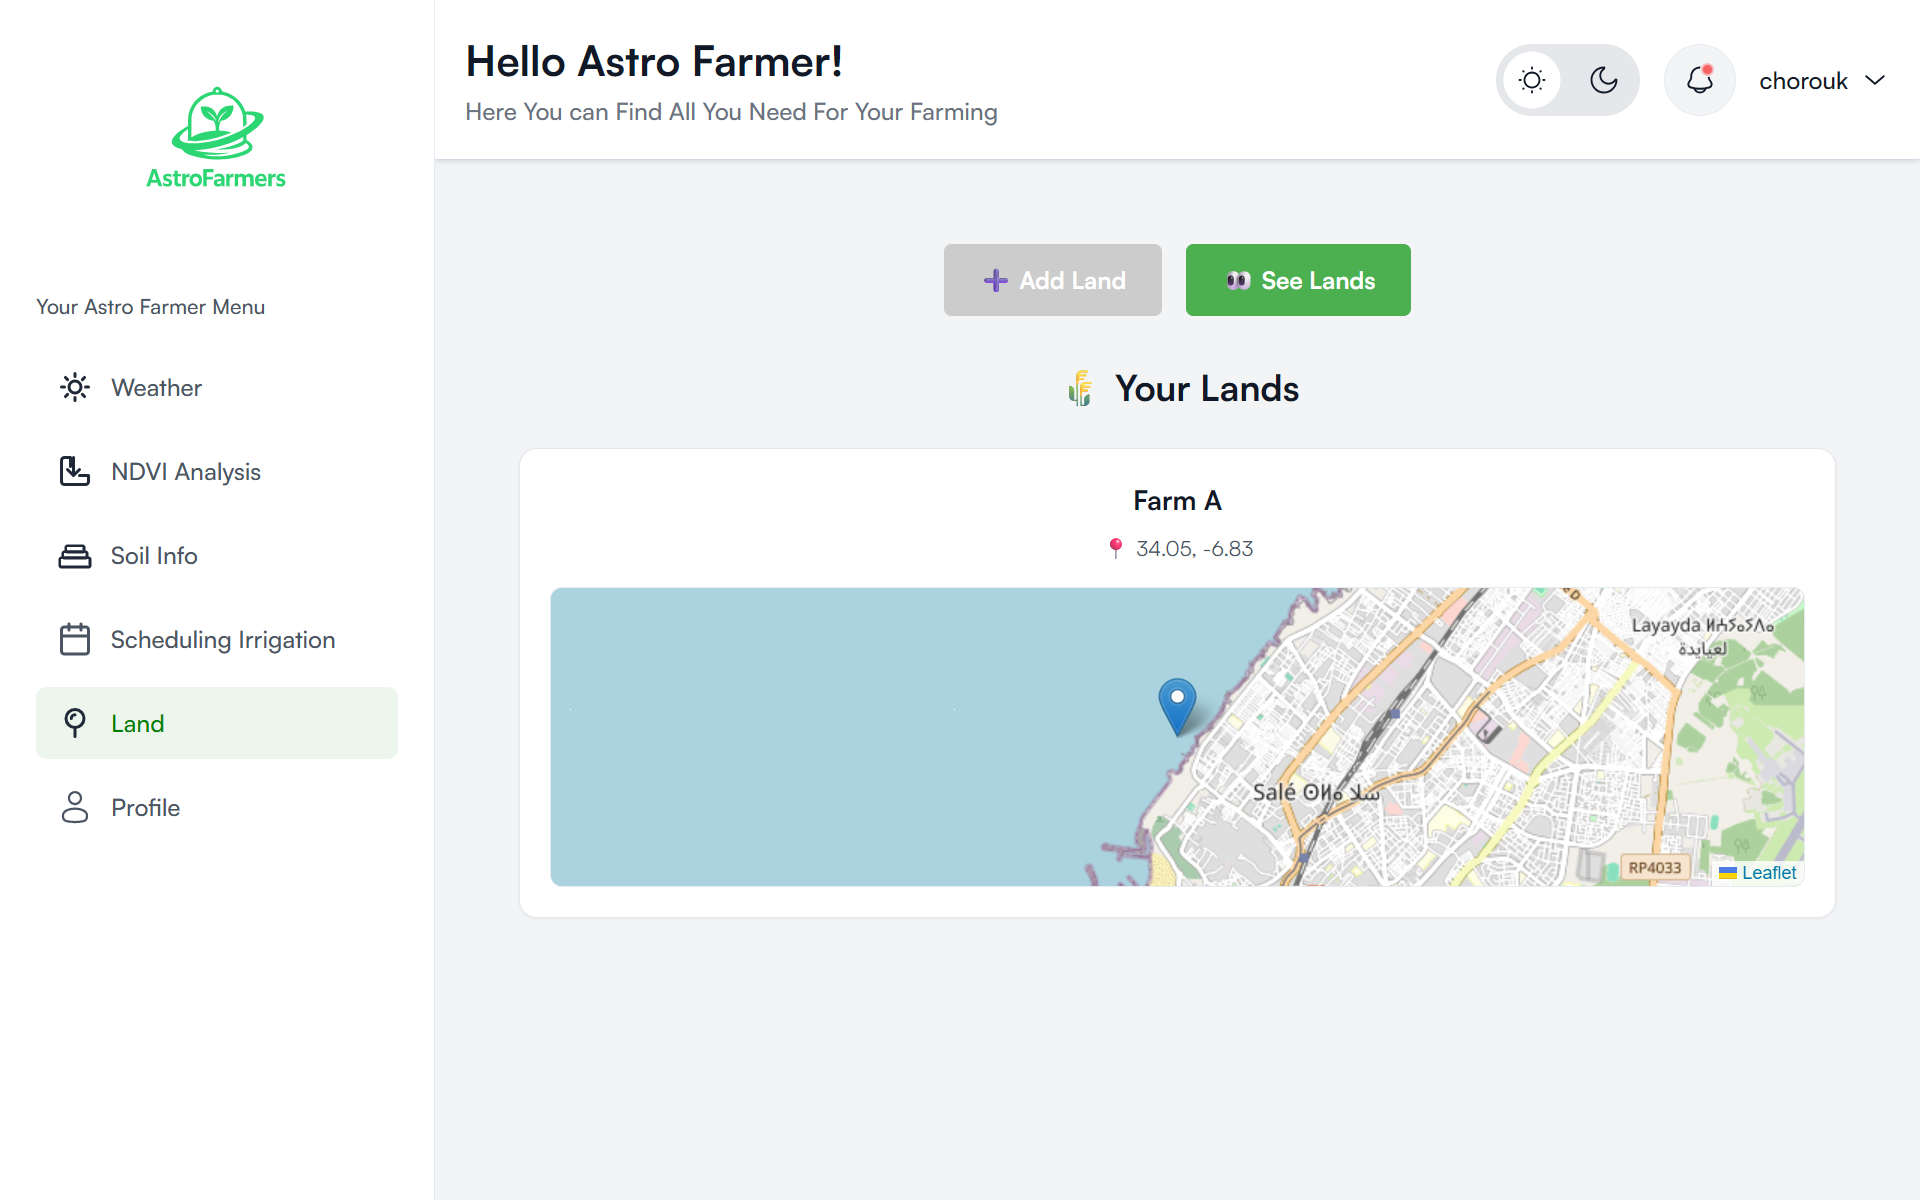 AstroFarmers
Your Astro Farmer Menu
Weather
NDVI Analysis
Soil Info
Scheduling Irrigation
Land
Profile
Hello Astro Farmer!
Here You can Find All You Need For Your Farming
chorouk
Add Land
See Lands
Your Lands
Farm A
34.05, -6.83
Layayda ⵍⵄⵢⴰⵢⴷⴰ
لعيايدة
Salé ⵙⵍⴰ سلا
RP4033
Leaflet